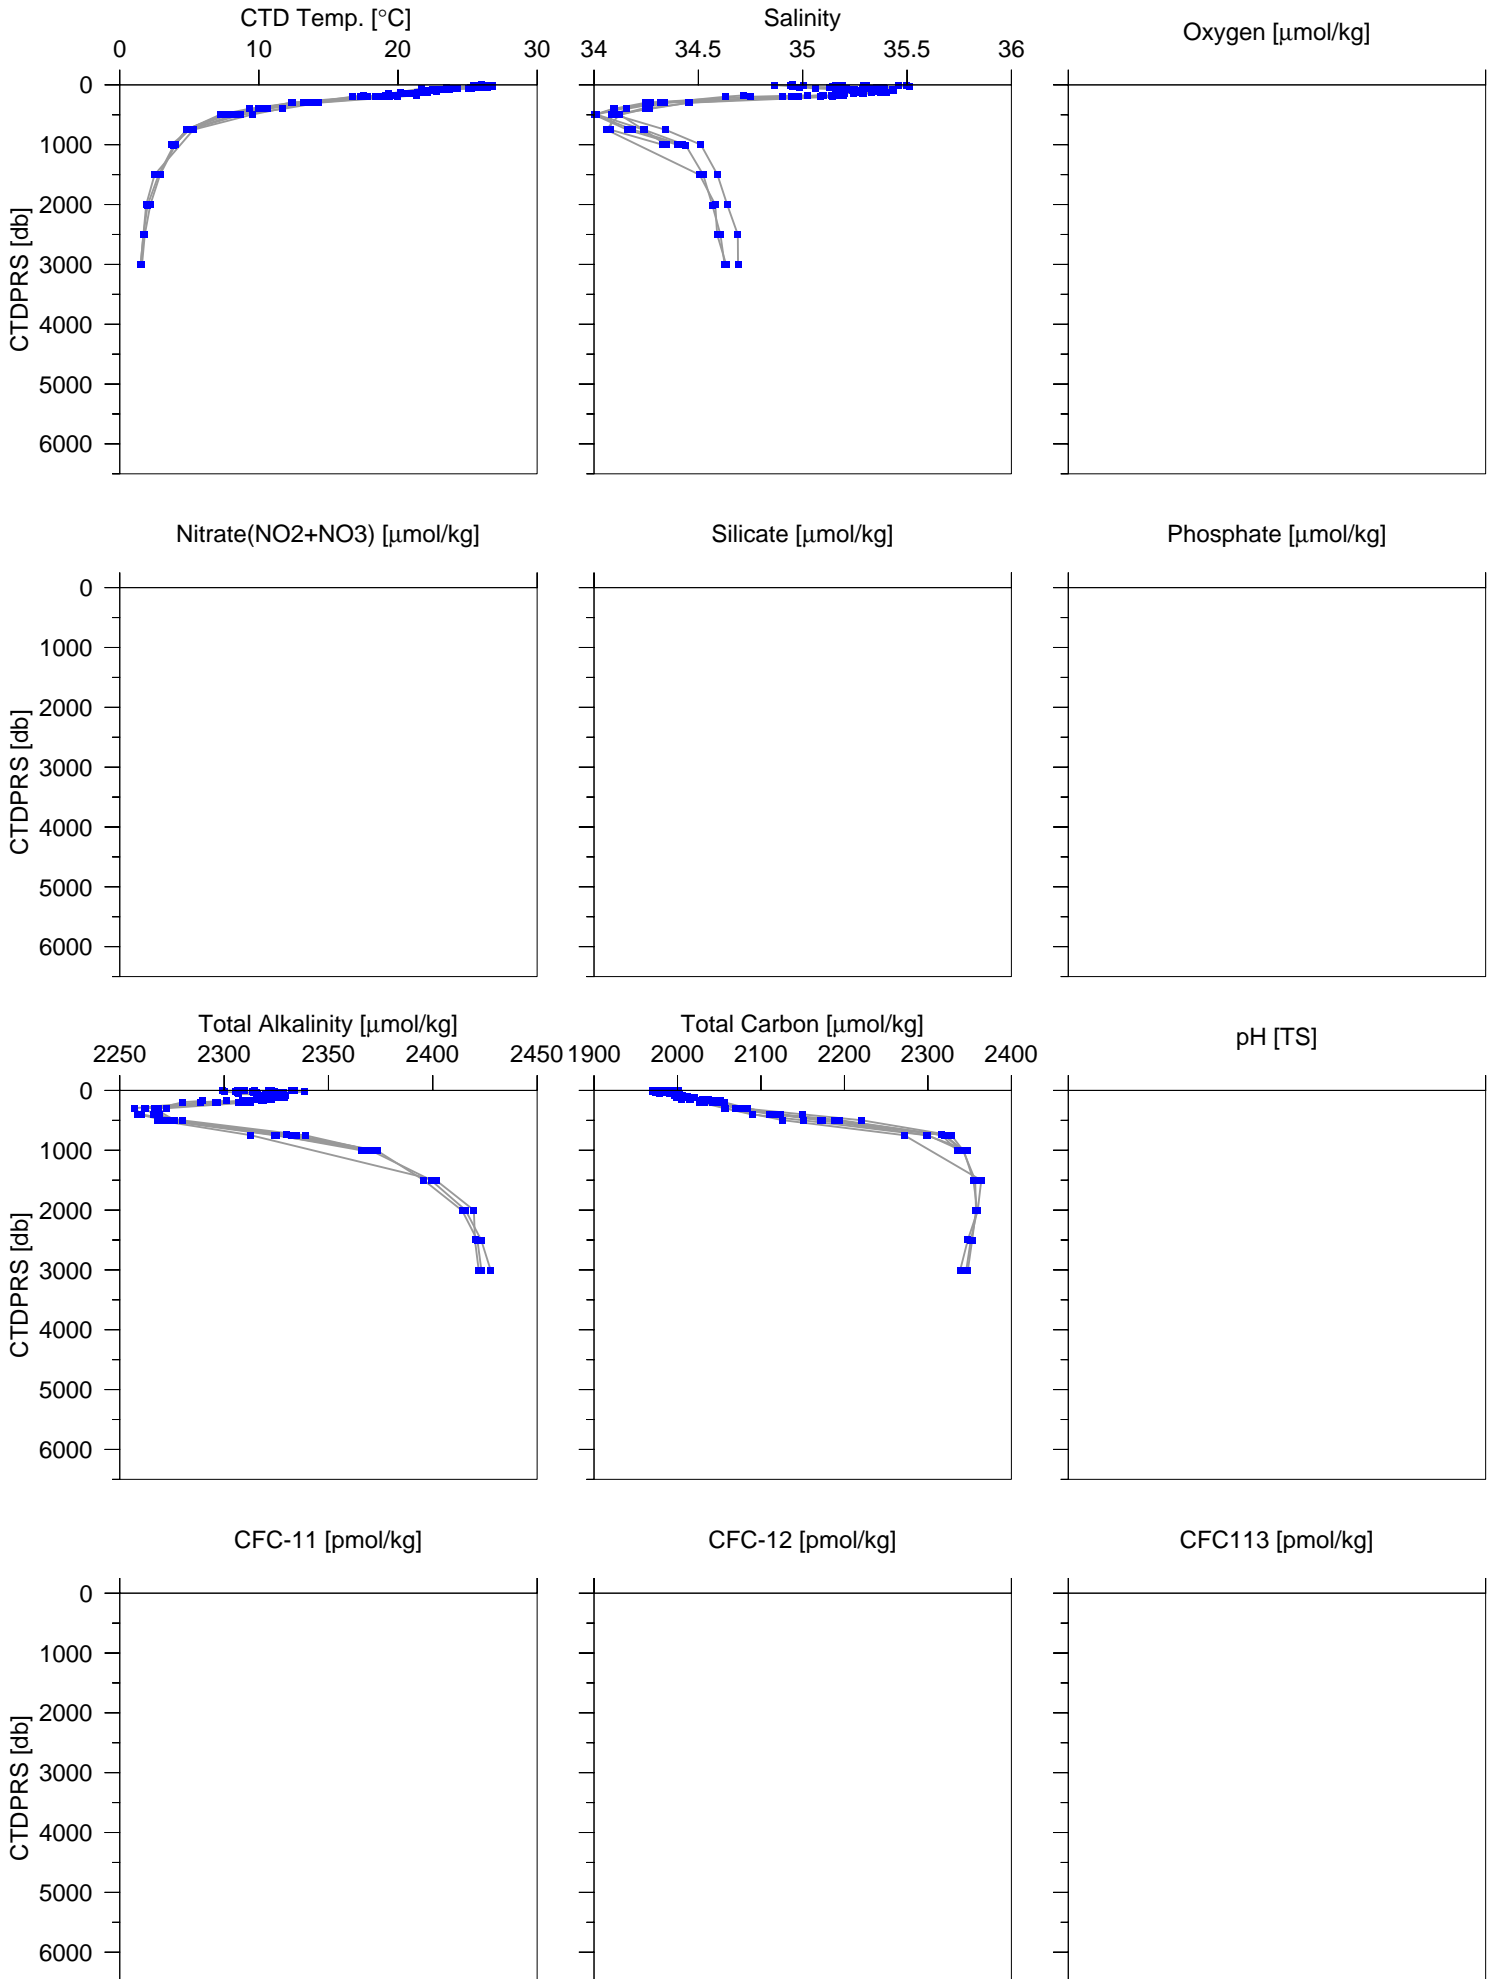 CTD Temp. [°C]
Salinity
Oxygen [μmol/kg]
0 10 20 30
34 34.5 35 35.5 36
0
1000
2000
3000
4000
5000
6000
CTDPRS [db]
Nitrate(NO2+NO3) [μmol/kg]
Silicate [μmol/kg]
Phosphate [μmol/kg]
0
1000
2000
3000
4000
5000
6000
CTDPRS [db]
Total Alkalinity [μmol/kg]
Total Carbon [μmol/kg]
pH [TS]
2250 2300 2350 2400 2450
1900 2000 2100 2200 2300 2400
0
1000
2000
3000
4000
5000
6000
CTDPRS [db]
CFC-11 [pmol/kg]
CFC-12 [pmol/kg]
CFC113 [pmol/kg]
0
1000
2000
3000
4000
5000
6000
CTDPRS [db]